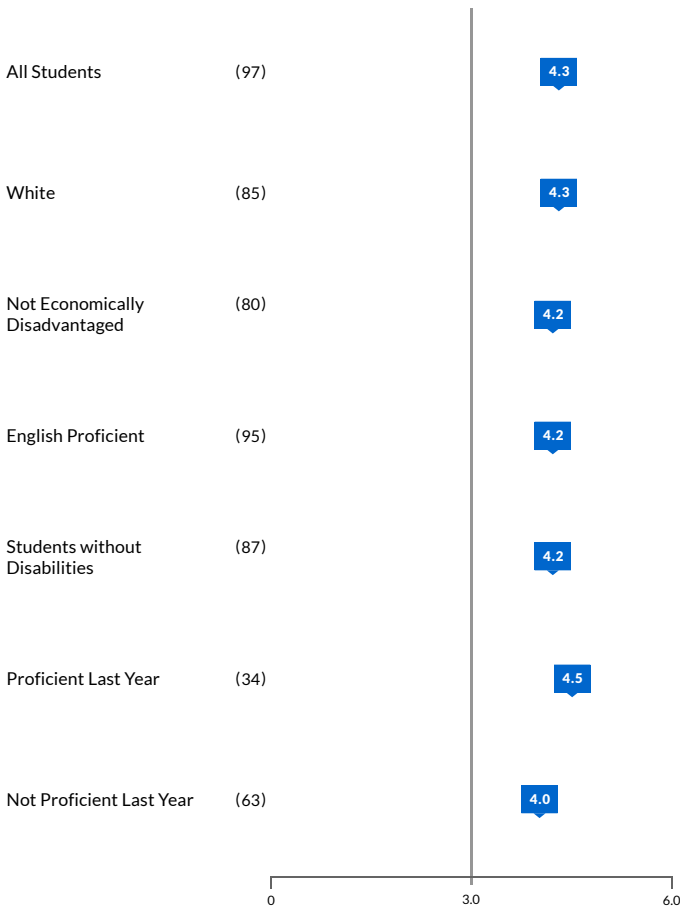 All Students (97) 4.3
White (85) 4.3
Not Economically (80) 4.2
Disadvantaged
English Proficient (95) 4.2
Students without (87) 4.2
Disabilities
Proficient Last Year (34) 4.5
Not Proficient Last Year (63) 4.0
0 3.0 6.0